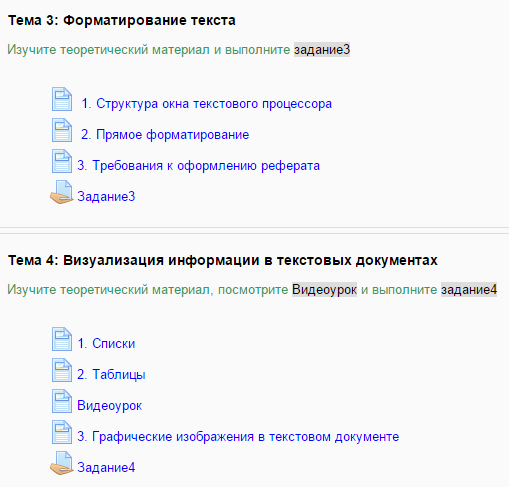 Тема 3: Форматирование текста
Изучите теоретический материал и выполните задание3
1. Структура окна текстового процессора
2. Прямое форматирование
3. Требования к оформлению реферата
Задание3
Тема 4: Визуализация информации в текстовых документах
Изучите теоретический материал, посмотрите Видеоурок и выполните задание4
1. Списки
2. Таблицы
Видеоурок
3. Графические изображения в текстовом документе
Задание4